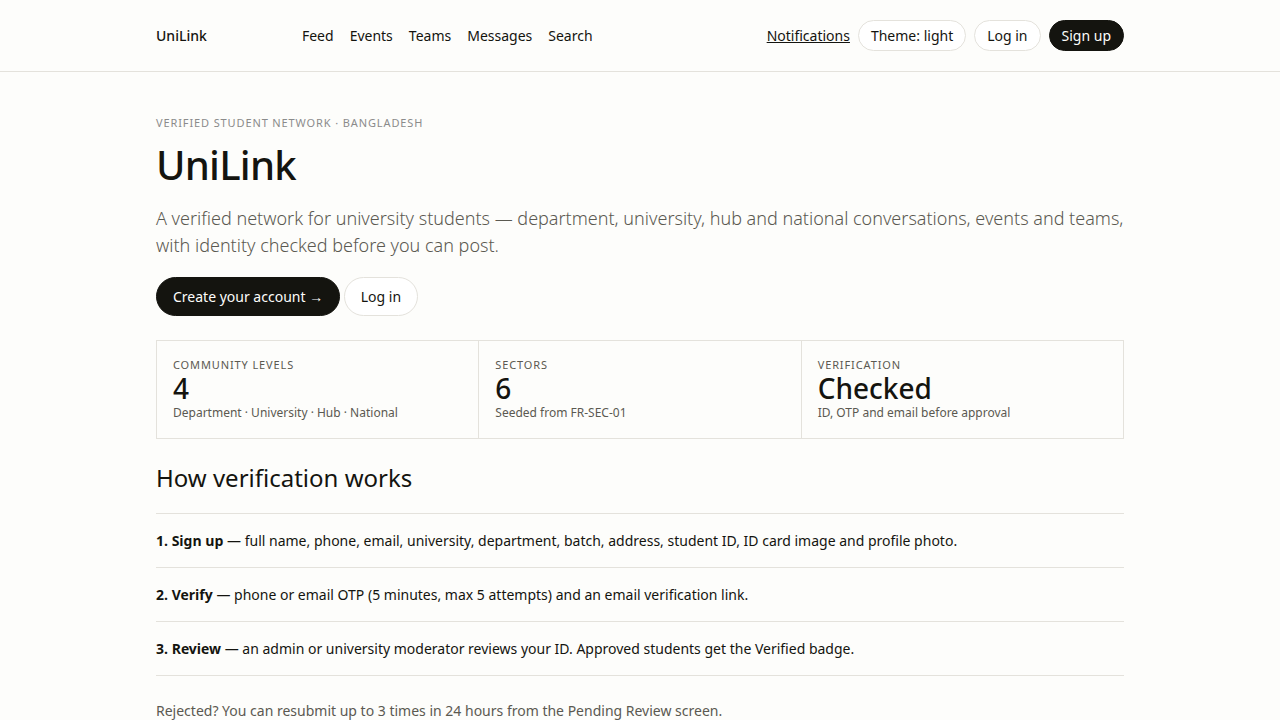 UniLink
Feed Events Teams Messages Search
Notifications Theme: light Log in Sign up
VERIFIED STUDENT NETWORK · BANGLADESH
UniLink
A verified network for university students — department, university, hub and national conversations, events and teams,
with identity checked before you can post.
Create your account → Log in
COMMUNITY LEVELS
4
Department · University · Hub · National
SECTORS
6
Seeded from FR-SEC-01
VERIFICATION
Checked
ID, OTP and email before approval
How verification works
1. Sign up — full name, phone, email, university, department, batch, address, student ID, ID card image and profile photo.
2. Verify — phone or email OTP (5 minutes, max 5 attempts) and an email verification link.
3. Review — an admin or university moderator reviews your ID. Approved students get the Verified badge.
Rejected? You can resubmit up to 3 times in 24 hours from the Pending Review screen.